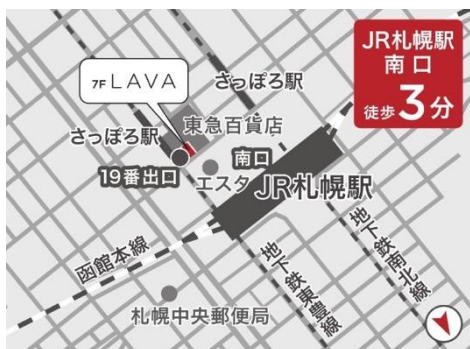 JR札幌駅
南口
徒歩3分
7F LAVA
さっぽろ駅
東急百貨店
さっぽろ駅
19番出口
南口
エスタ
JR札幌駅
函館本線
地下鉄東豊線
地下鉄南北線
札幌中央郵便局